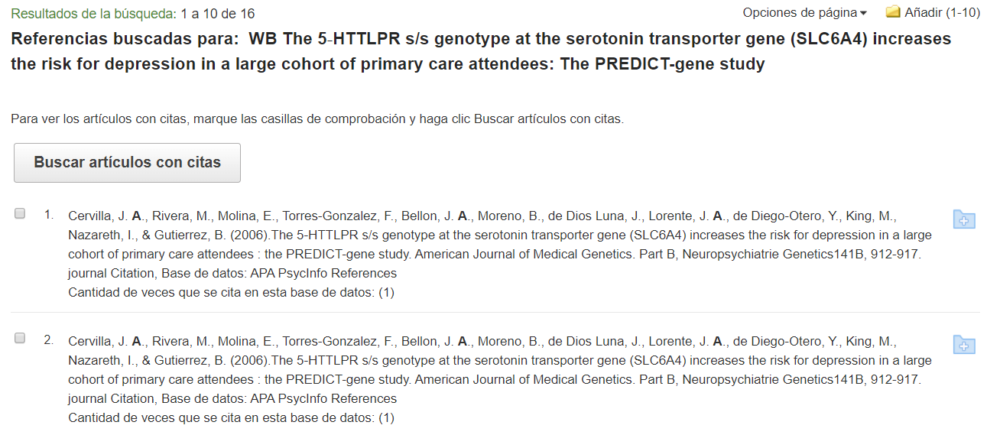 Resultados de la búsqueda: 1 a 10 de 16
Opciones de página Añadir (1-10)
Referencias buscadas para: WB The 5-HTTLPR s/s genotype at the serotonin transporter gene (SLC6A4) increases
the risk for depression in a large cohort of primary care attendees: The PREDICT-gene study
Para ver los artículos con citas, marque las casillas de comprobación y haga clic Buscar artículos con citas.
Buscar artículos con citas
1. Cervilla, J. A., Rivera, M., Molina, E., Torres-Gonzalez, F., Bellon, J. A., Moreno, B., de Dios Luna, J., Lorente, J. A., de Diego-Otero, Y., King, M.,
Nazareth, I., & Gutierrez, B. (2006).The 5-HTTLPR s/s genotype at the serotonin transporter gene (SLC6A4) increases the risk for depression in a large
cohort of primary care attendees : the PREDICT-gene study. American Journal of Medical Genetics. Part B, Neuropsychiatrie Genetics141B, 912-917.
journal Citation, Base de datos: APA PsycInfo References
Cantidad de veces que se cita en esta base de datos: (1)
2. Cervilla, J. A., Rivera, M., Molina, E., Torres-Gonzalez, F., Bellon, J. A., Moreno, B., de Dios Luna, J., Lorente, J. A., de Diego-Otero, Y., King, M.,
Nazareth, I., & Gutierrez, B. (2006).The 5-HTTLPR s/s genotype at the serotonin transporter gene (SLC6A4) increases the risk for depression in a large
cohort of primary care attendees : the PREDICT-gene study. American Journal of Medical Genetics. Part B, Neuropsychiatrie Genetics141B, 912-917.
journal Citation, Base de datos: APA PsycInfo References
Cantidad de veces que se cita en esta base de datos: (1)